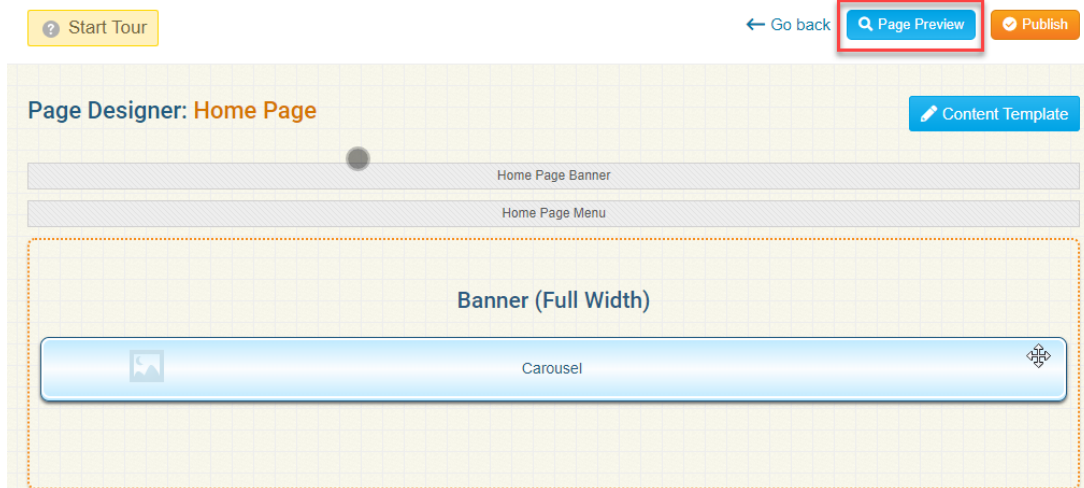 Start Tour
Go back
Page Preview
Publish
Page Designer: Home Page
Content Template
Home Page Banner
Home Page Menu
Banner (Full Width)
Carousel